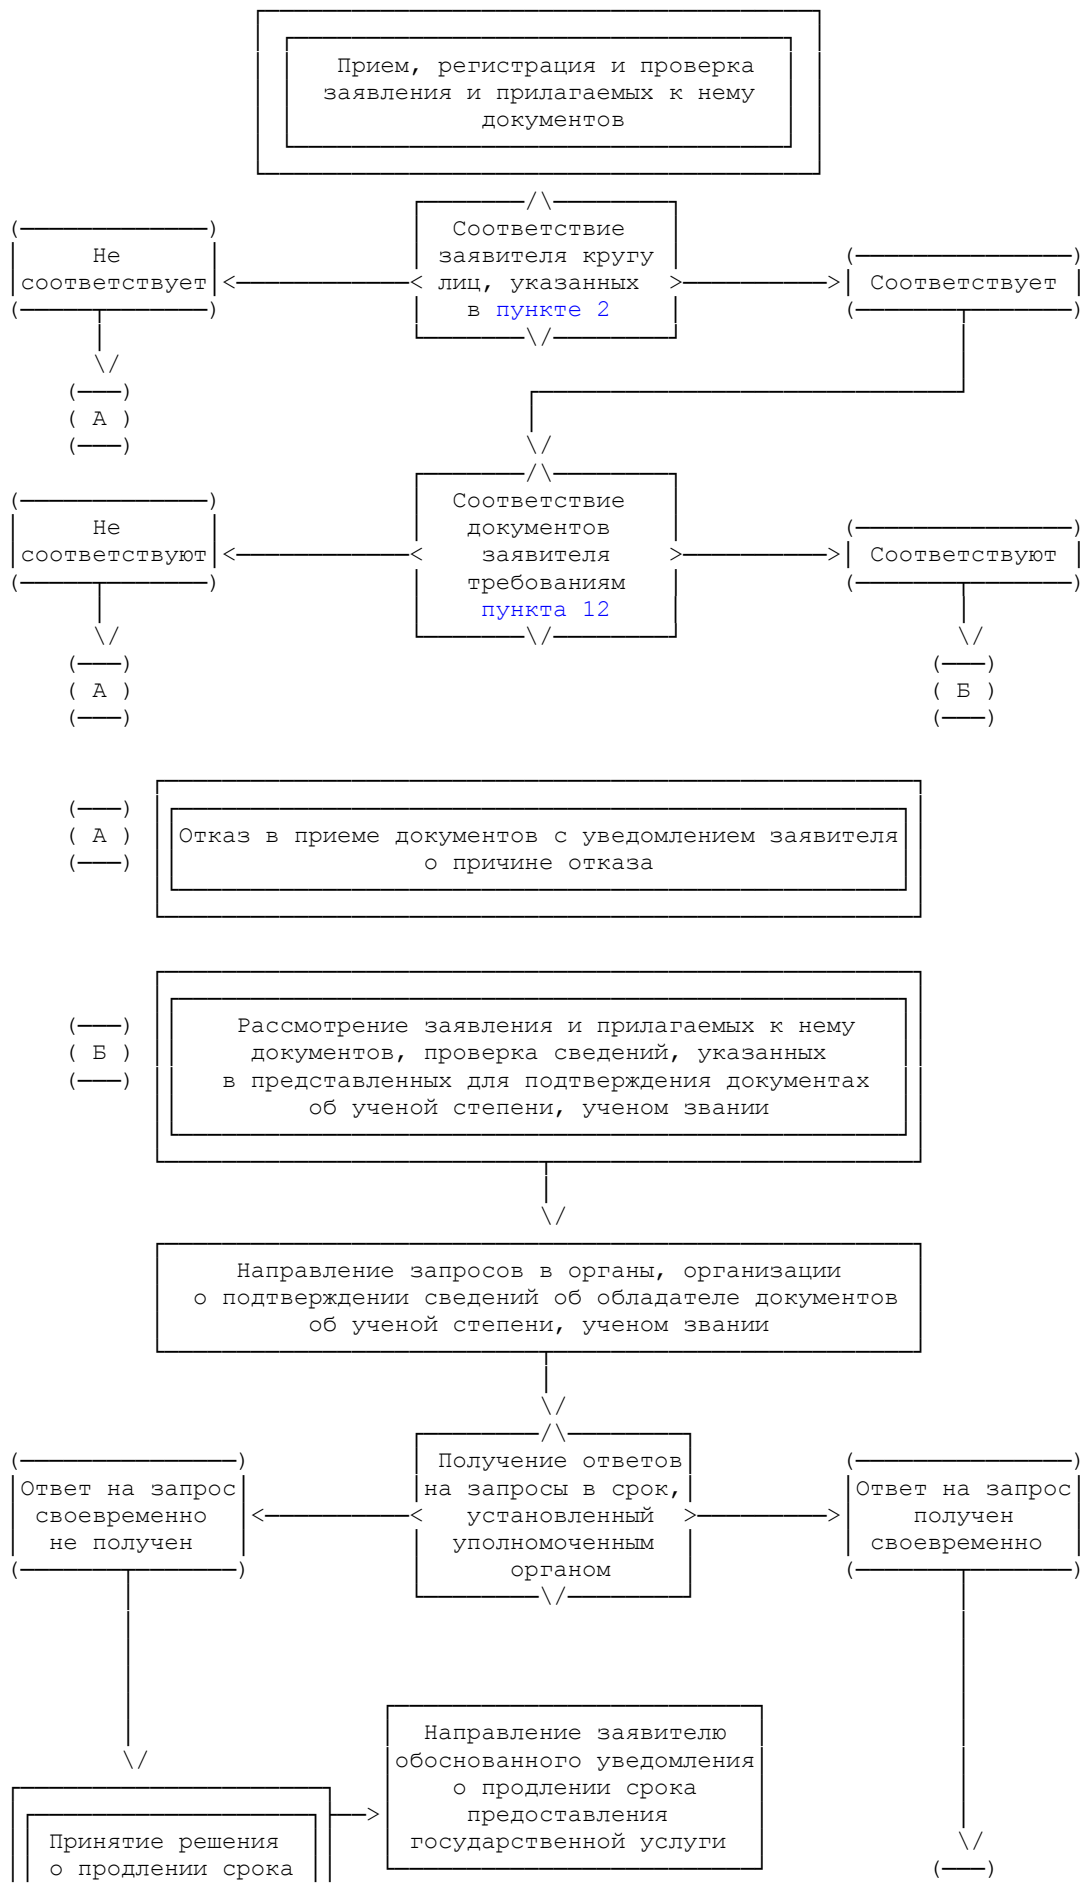 Прием, регистрация и проверка
заявления и прилагаемых к нему
документов
Не
соответствует
Соответствие
заявителя кругу
лиц, указанных
в пункте 2
Соответствует
( А )
Не
соответствуют
Соответствие
документов
заявителя
требованиям
пункта 12
Соответствуют
( А )
( Б )
( А )
Отказ в приеме документов с уведомлением заявителя
о причине отказа
( Б )
Рассмотрение заявления и прилагаемых к нему
документов, проверка сведений, указанных
в представленных для подтверждения документах
об ученой степени, ученом звании
Направление запросов в органы, организации
о подтверждении сведений об обладателе документов
об ученой степени, ученом звании
Ответ на запрос
своевременно
не получен
Получение ответов
на запросы в срок,
установленный
уполномоченным
органом
Ответ на запрос
получен
своевременно
Направление заявителю
обоснованного уведомления
о продлении срока
предоставления
государственной услуги
Принятие решения
о продлении срока